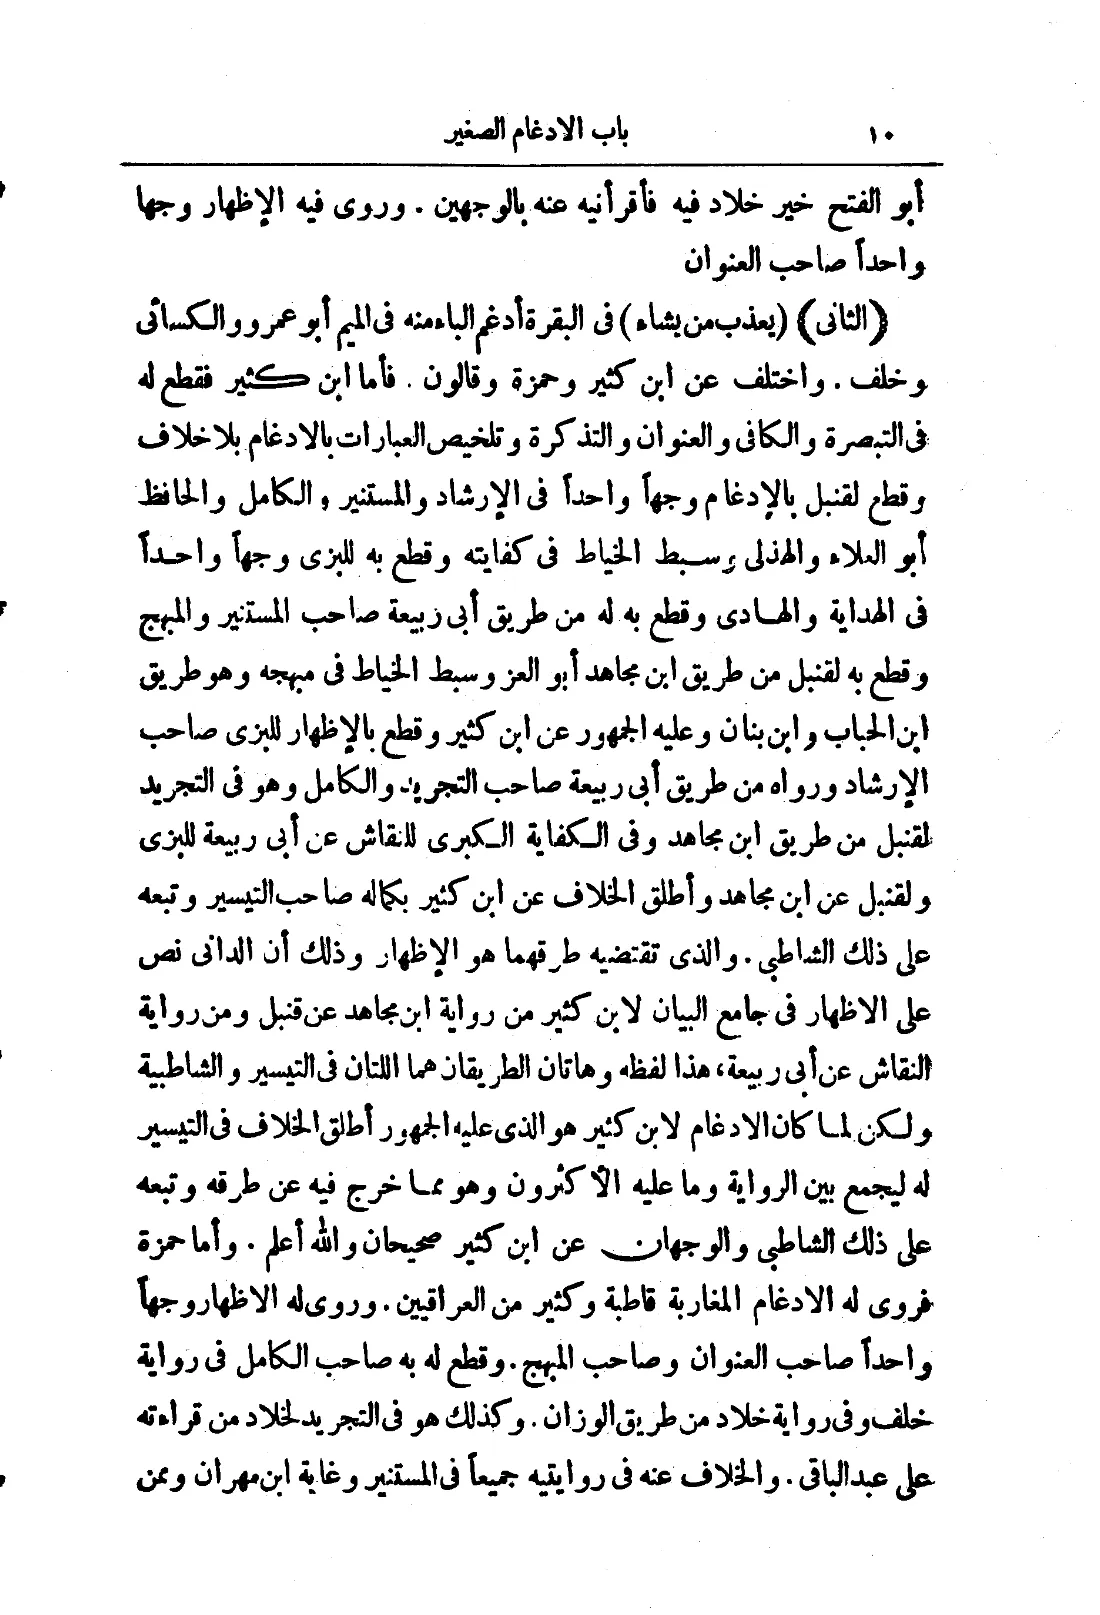 ١٠ باب الادغام الصغير
أبو الفتح خير خلاد فيه فأقرأنيه عنه بالوجهين . وروى فيه الإظهار وجها
واحداً صاحب العنوان
(الثانى) (يعذب من يشاء) فى البقرة أدغم الباء منه فى الميم أبو عمرو والكسائى
وخلف . واختلف عن ابن كثير وحمزة وقالون . فأما ابن كثير فقطع له
فى التبصرة والكافى والعنوان والتذكرة وتلخيص العبارات بالادغام بلا خلاف
وقطع لقنبل بالإدغام وجهاً واحداً فى الإرشاد والمستنير والكامل والحافظ
أبو العلاء والهذلى وسبط الخياط فى كفايته وقطع به للبزى وجهاً واحداً
فى الهداية والهادى وقطع به له من طريق أبى ربيعة صاحب المستنير والمبهج
وقطع به لقنبل من طريق ابن مجاهد أبو العز وسبط الخياط فى مبهجه وهو طريق
ابن الحباب وابن بنان وعليه الجمهور عن ابن كثير وقطع بالإظهار للبزى صاحب
الإرشاد ورواه من طريق أبى ربيعة صاحب التجريد والكامل وهو فى التجريد
لقنبل من طريق ابن مجاهد وفى الكفاية الكبرى للنقاش عن أبى ربيعة للبزى
ولقنبل عن ابن مجاهد وأطلق الخلاف عن ابن كثير بكماله صاحب التيسير وتبعه
على ذلك الشاطبي . والذى تقتضيه طرقهما هو الإظهار وذلك أن الدانى نص
على الاظهار فى جامع البيان لابن كثير من رواية ابن مجاهد عن قنبل ومن رواية
النقاش عن أبى ربيعة، هذا لفظه وهاتان الطريقان هما اللتان فى التيسير والشاطبية
ولكن لما كان الادغام لابن كثير هو الذى عليه الجمهور أطلق الخلاف فى التيسير
له ليجمع بين الرواية وما عليه الأكثرون وهو مما خرج فيه عن طرقه وتبعه
على ذلك الشاطبي والوجهان عن ابن كثير صحيحان والله أعلم . وأما حمزة
فروى له الادغام المغاربة قاطبة وكثير من العراقيين . وروى له الاظهار وجهاً
واحداً صاحب العنوان وصاحب المبهج . وقطع له به صاحب الكامل فى رواية
خلف وفى رواية خلاد من طريق الوزان . وكذلك هو فى التجريد لخلاد من قراءته
على عبدالباقى . والخلاف عنه فى روايتيه جميعاً فى المستنير وغاية ابن مهران وممن